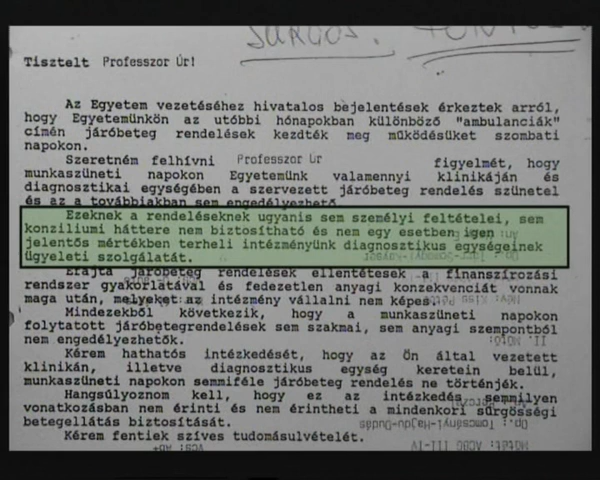 SÜRGŐS!
Tisztelt Professzor Úr!
Az Egyetem vezetéséhez hivatalos bejelentések érkeztek arról,
hogy Egyetemünkön az utóbbi hónapokban különböző "ambulanciák"
címén járóbeteg rendelések kezdték meg működésüket szombati
napokon.
Szeretném felhívni Professzor Úr figyelmét, hogy
munkaszüneti napokon Egyetemünk valamennyi klinikáján és
diagnosztikai egységében a szervezett járóbeteg rendelés szünetel
és az a továbbiakban sem engedélyezhető.
Ezeknek a rendeléseknek ugyanis sem személyi feltételei, sem
konziliumi háttere nem biztosítható és nem egy esetben igen
jelentős mértékben terheli intézményünk diagnosztikus egységeinek
ügyeleti szolgálatát.
Efajta járóbeteg rendelések ellentétesek a finanszírozási
rendszer gyakorlatával és fedezetlen anyagi konzekvenciát vonnak
maga után, melyeket az intézmény vállalni nem képes.
Mindezekből következik, hogy a munkaszüneti napokon
folytatott járóbetegrendelések sem szakmai, sem anyagi szempontból
nem engedélyezhetők.
Kérem hathatós intézkedését, hogy az Ön által vezetett
klinikán, illetve diagnosztikus egység keretein belül,
munkaszüneti napokon semmiféle járóbeteg rendelés ne történjék.
Hangsúlyoznom kell, hogy ez az intézkedés semmilyen
vonatkozásban nem érinti és nem érintheti a mindenkori sürgősségi
betegellátás biztosítását.
Kérem fentiek szíves tudomásulvételét.